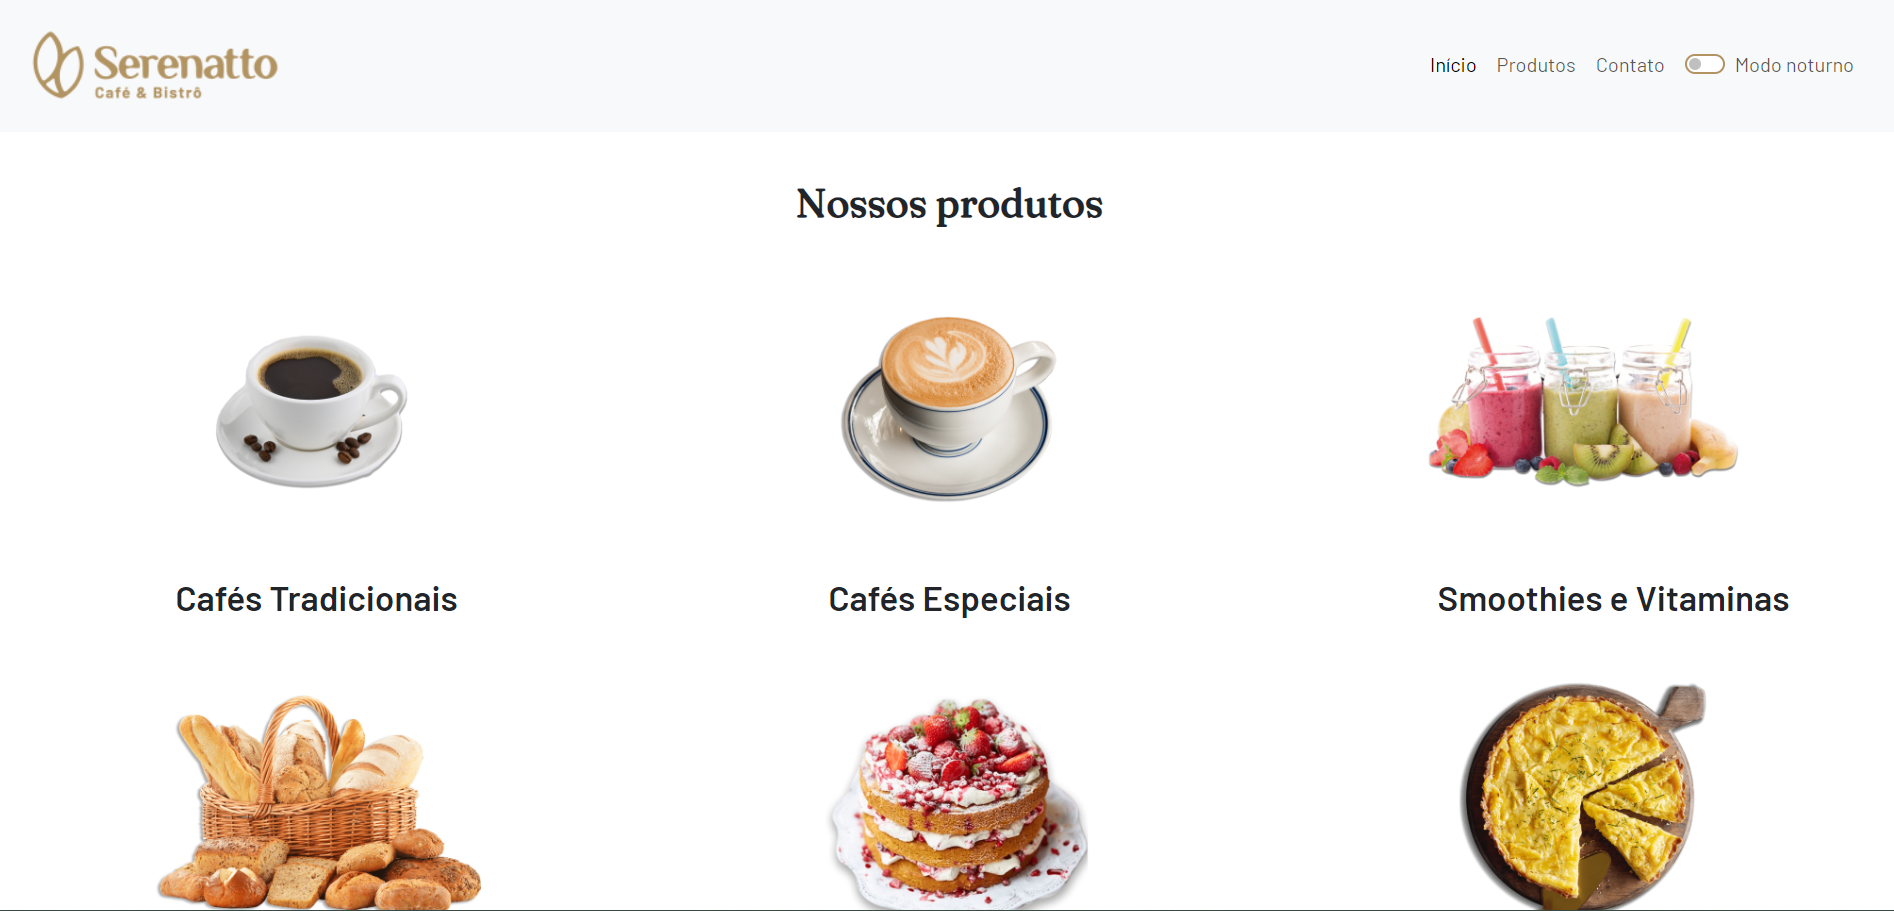 Serenatto
Café & Bistrô
Início Produtos Contato Modo noturno
Nossos produtos
Cafés Tradicionais
Cafés Especiais
Smoothies e Vitaminas